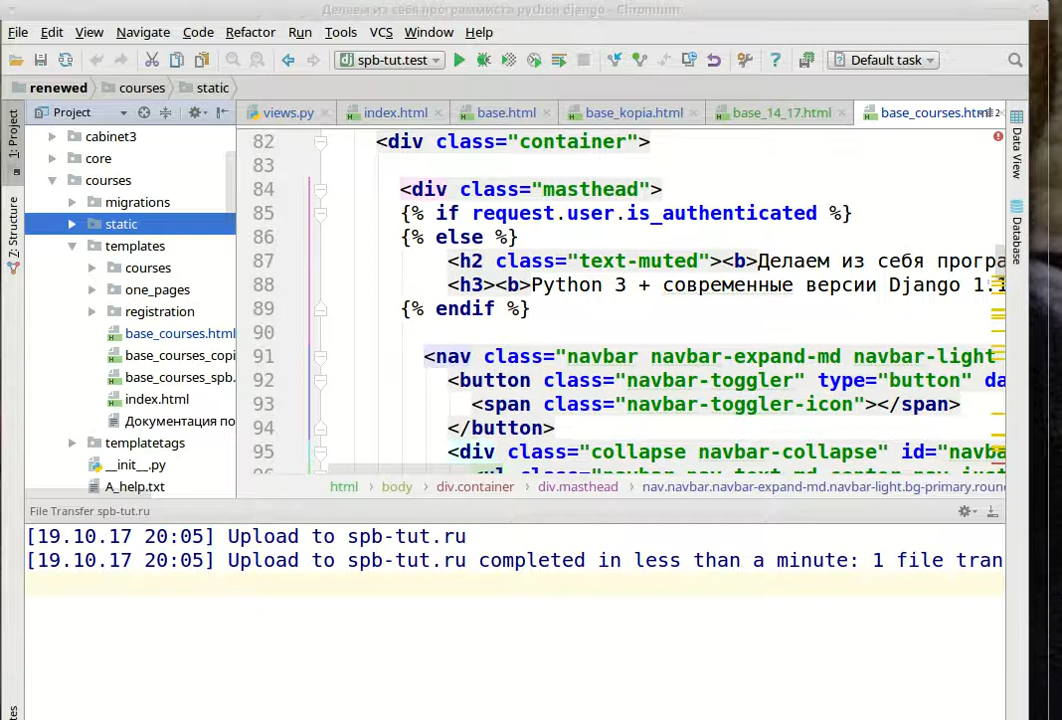 Делаем из себя программиста python django - Chromium
File Edit View Navigate Code Refactor Run Tools VCS Window Help
spb-tut.test Default task
renewed courses static
1: Project
7: Structure
Project
views.py index.html base.html base_kopia.html base_14_17.html base_courses.html
cabinet3
core
courses
migrations
static
templates
courses
one_pages
registration
base_courses.html
base_courses_copi
base_courses_spb.
index.html
Документация по
templatetags
__init__.py
A_help.txt
82 <div class="container">
83
84 <div class="masthead">
85 {% if request.user.is_authenticated %}
86 {% else %}
87 <h2 class="text-muted"><b>Делаем из себя програ
88 <h3><b>Python 3 + современные версии Django 1.1
89 {% endif %}
90
91 <nav class="navbar navbar-expand-md navbar-light
92 <button class="navbar-toggler" type="button" da
93 <span class="navbar-toggler-icon"></span>
94 </button>
95 <div class="collapse navbar-collapse" id="navba
html body div.container div.masthead nav.navbar.navbar-expand-md.navbar-light.bg-primary.roun
Data View
Database
File Transfer spb-tut.ru
[19.10.17 20:05] Upload to spb-tut.ru
[19.10.17 20:05] Upload to spb-tut.ru completed in less than a minute: 1 file tran